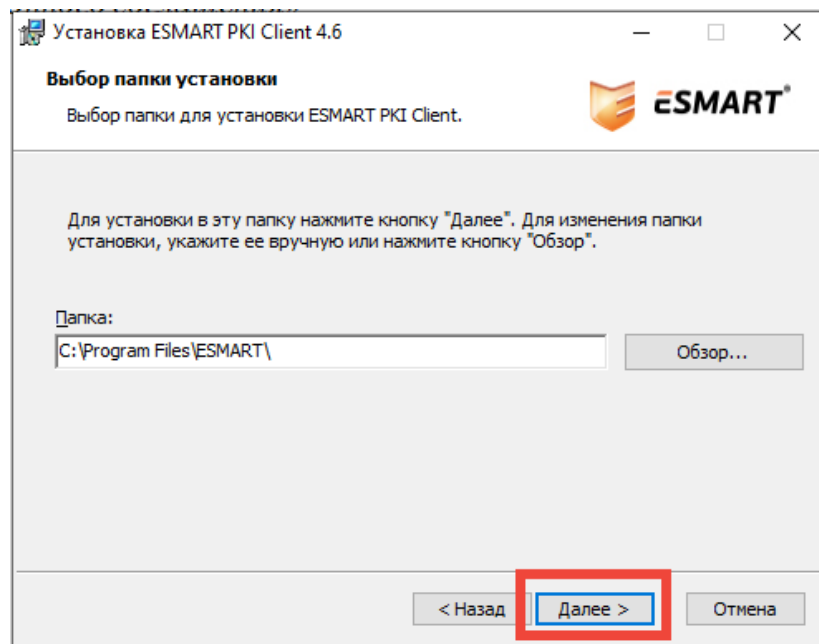 Установка ESMART PKI Client 4.6
Выбор папки установки
Выбор папки для установки ESMART PKI Client.
ESMART®
Для установки в эту папку нажмите кнопку "Далее". Для изменения папки
установки, укажите ее вручную или нажмите кнопку "Обзор".
Папка:
C:\Program Files\ESMART\
Обзор...
< Назад
Далее >
Отмена